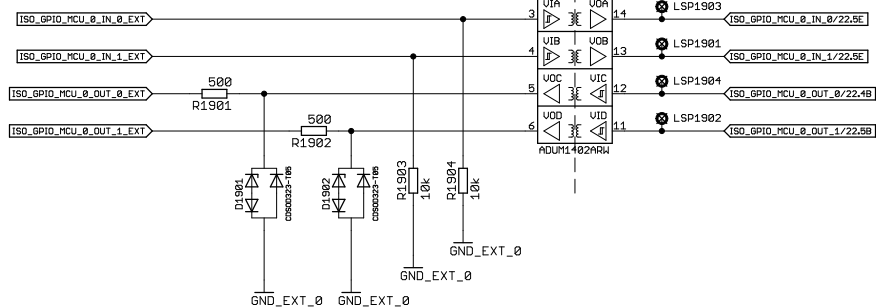 VIA VOA
3 14
LSP1903
ISO_GPIO_MCU_0_IN_0_EXT
ISO_GPIO_MCU_0_IN_0/22.5E
VIB VOB
4 13
LSP1901
ISO_GPIO_MCU_0_IN_1_EXT
ISO_GPIO_MCU_0_IN_1/22.5E
VOC VIC
5 12
LSP1904
ISO_GPIO_MCU_0_OUT_0_EXT
500
R1901
ISO_GPIO_MCU_0_OUT_0/22.4B
VOD VID
6 11
LSP1902
ISO_GPIO_MCU_0_OUT_1_EXT
500
R1902
ISO_GPIO_MCU_0_OUT_1/22.5B
ADUM1402ARW
D1901
CDSOD323-T05
D1902
CDSOD323-T05
R1903
10k
R1904
10k
GND_EXT_0
GND_EXT_0
GND_EXT_0 GND_EXT_0